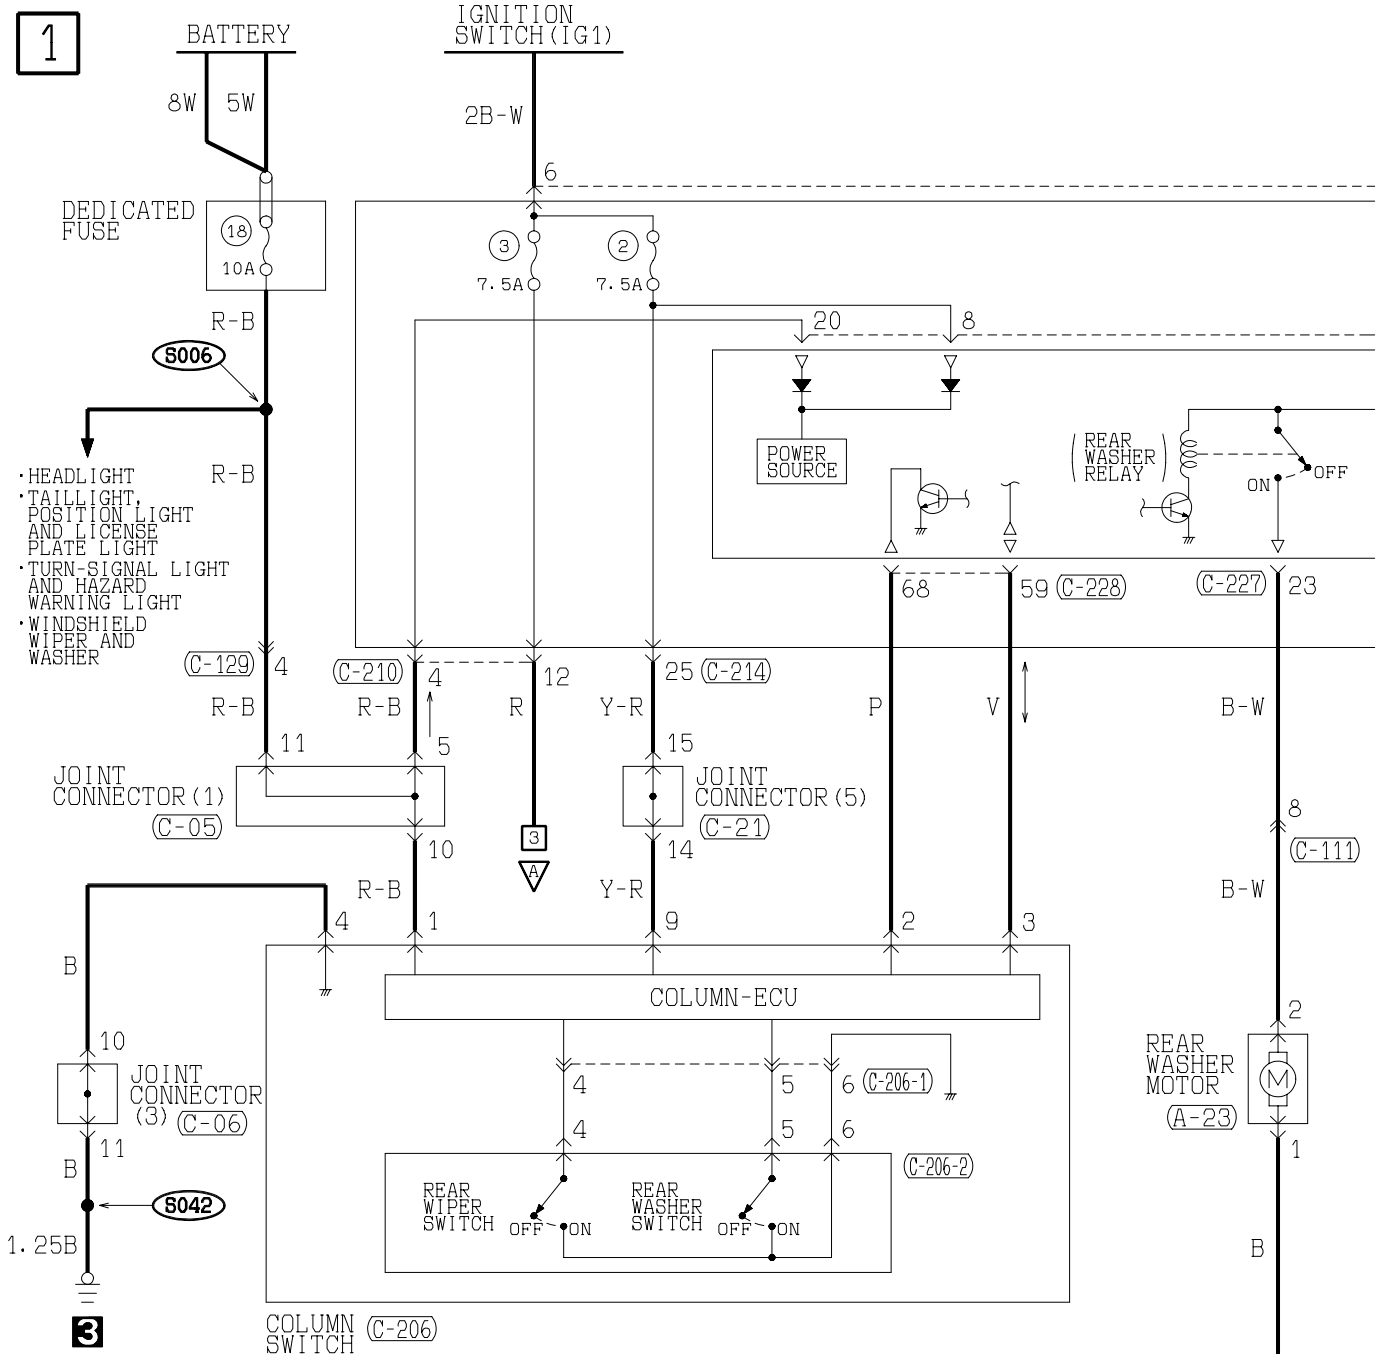 1
BATTERY
IGNITION
SWITCH(IG1)
8W
5W
2B-W
6
DEDICATED
FUSE
18
10A
3
7.5A
2
7.5A
R-B
20
8
S006
POWER
SOURCE
REAR
WASHER
RELAY
OFF
ON
·HEADLIGHT
·TAILLIGHT,
POSITION LIGHT
AND LICENSE
PLATE LIGHT
·TURN-SIGNAL LIGHT
AND HAZARD
WARNING LIGHT
·WINDSHIELD
WIPER AND
WASHER
R-B
68
59
C-228
C-227
23
C-129
4
C-210
4
12
25
C-214
R-B
R-B
R
Y-R
P
V
B-W
11
5
15
JOINT
CONNECTOR(1)
C-05
JOINT
CONNECTOR(5)
C-21
8
C-111
3
A
10
14
R-B
Y-R
B-W
4
1
9
2
3
B
COLUMN-ECU
2
10
JOINT
CONNECTOR
(3)
C-06
11
4
5
6
C-206-1
4
5
6
C-206-2
REAR
WASHER
MOTOR
A-23
M
1
B
S042
REAR
WIPER
SWITCH
OFF
ON
REAR
WASHER
SWITCH
OFF
ON
1.25B
B
3
COLUMN
SWITCH
C-206